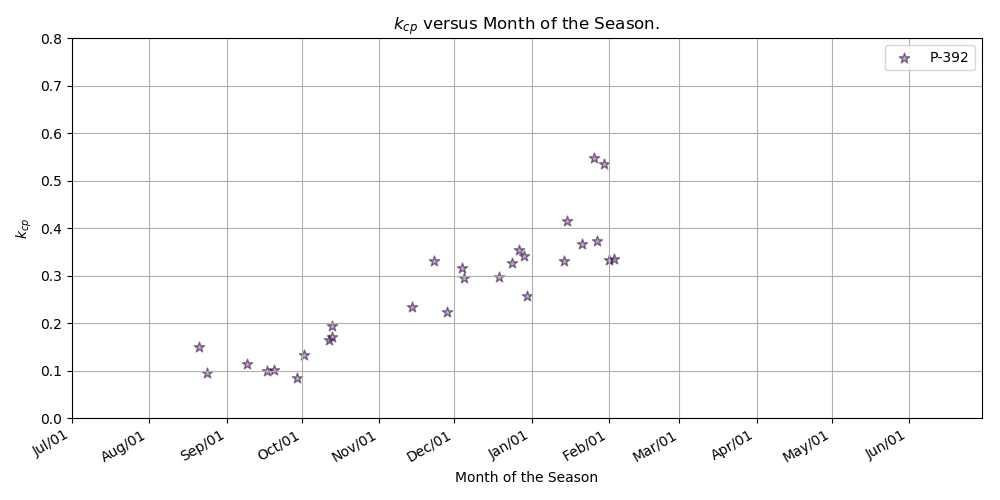 k_cp versus Month of the Season.
P-392
0.8
0.7
0.6
0.5
0.4
0.3
0.2
0.1
0.0
k_cp
Jul/01
Aug/01
Sep/01
Oct/01
Nov/01
Dec/01
Jan/01
Feb/01
Mar/01
Apr/01
May/01
Jun/01
Month of the Season